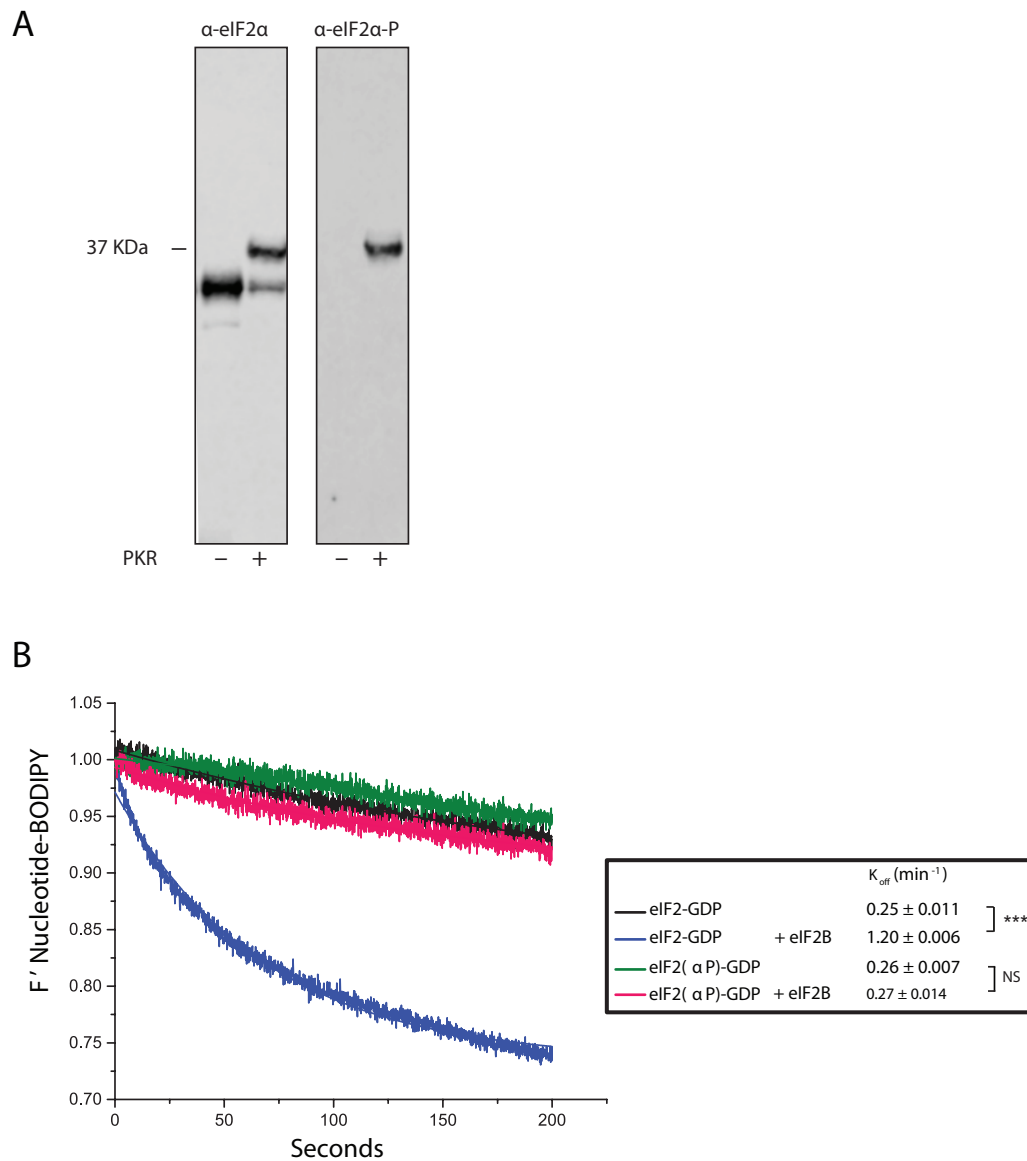 A
α-eIF2α
α-eIF2α-P
37 KDa
PKR
− +
− +
B
F' Nucleotide-BODIPY
1.05
1.00
0.95
0.90
0.85
0.80
0.75
0.70
0
50
100
150
200
Seconds
K off (min -1)
eIF2-GDP 0.25 ± 0.011
eIF2-GDP + eIF2B 1.20 ± 0.006
***
eIF2( αP)-GDP 0.26 ± 0.007
eIF2( αP)-GDP + eIF2B 0.27 ± 0.014
NS